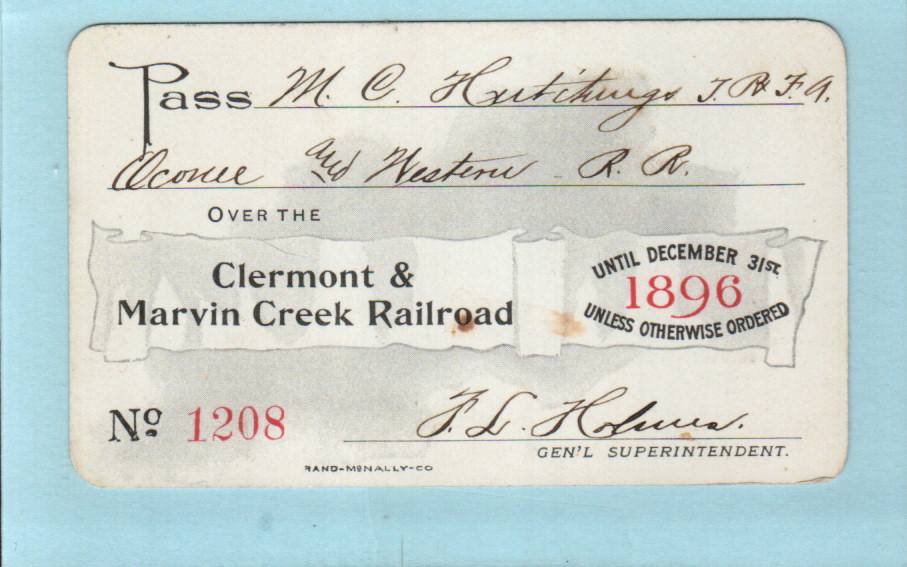 Pass M. C. Hutchings T. & F. A.
Oconee and Western R. R.
OVER THE
Clermont &
Marvin Creek Railroad
UNTIL DECEMBER 31ST.
1896
UNLESS OTHERWISE ORDERED
No. 1208
F. L. Holmes.
GEN'L SUPERINTENDENT.
RAND-McNALLY-CO